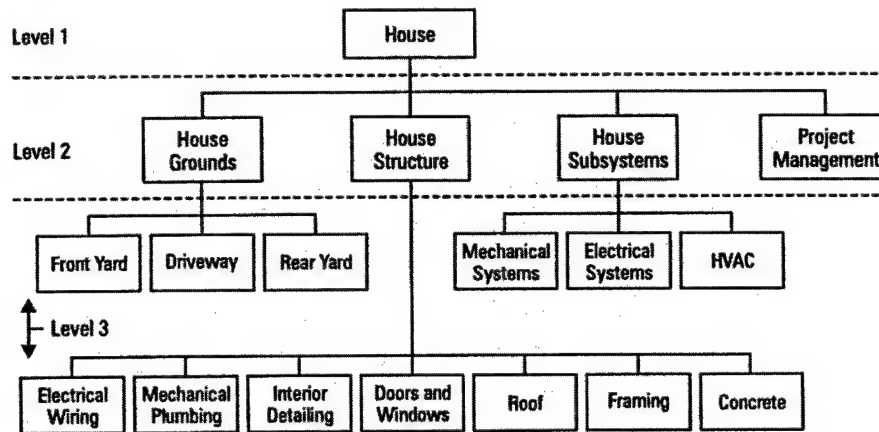 Level 1
House
Level 2
House
Grounds
House
Structure
House
Subsystems
Project
Management
Front Yard
Driveway
Rear Yard
Mechanical
Systems
Electrical
Systems
HVAC
Level 3
Electrical
Wiring
Mechanical
Plumbing
Interior
Detailing
Doors and
Windows
Roof
Framing
Concrete